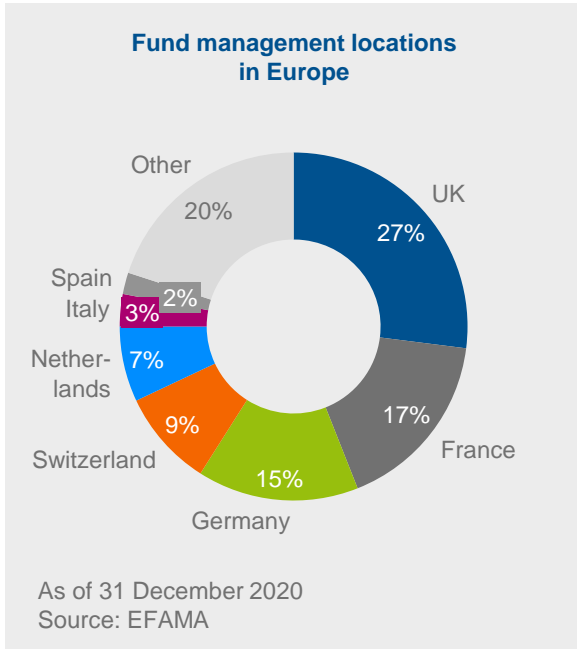 Fund management locations
in Europe
Other
UK
20%
27%
Spain
2%
Italy
3%
Nether-
lands
7%
17%
9%
France
Switzerland
15%
Germany
As of 31 December 2020
Source: EFAMA